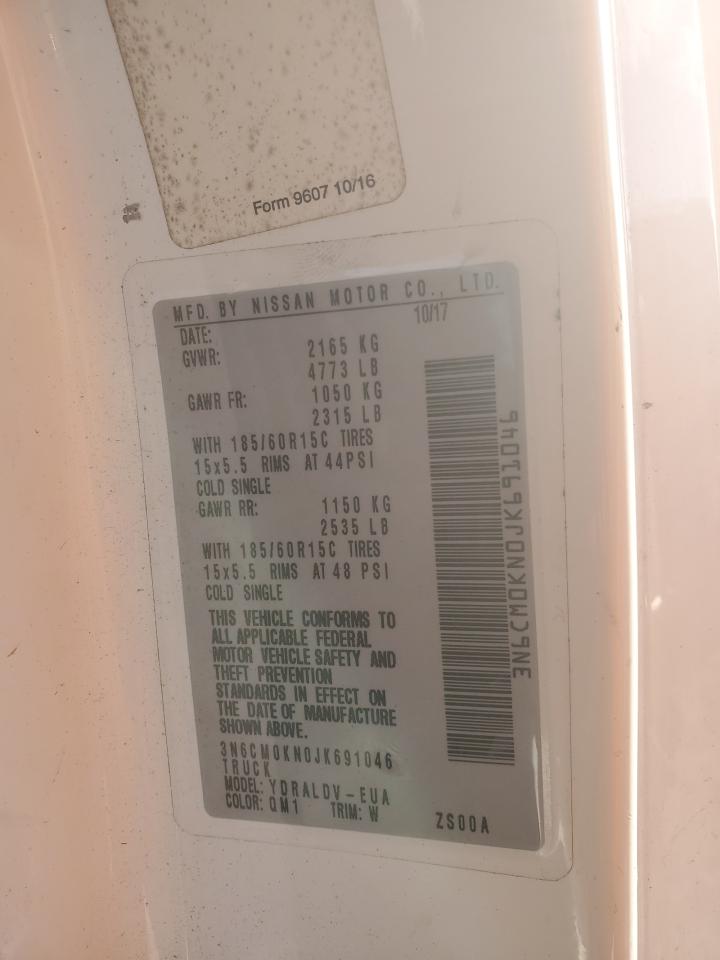 Form 9607 10/16
MFD. BY NISSAN MOTOR CO., LTD.
DATE: 10/17
GVWR: 2165 KG
4773 LB
GAWR FR: 1050 KG
2315 LB
WITH 185/60R15C TIRES
15x5.5 RIMS AT 44PSI
COLD SINGLE
GAWR RR: 1150 KG
2535 LB
WITH 185/60R15C TIRES
15x5.5 RIMS AT 48 PSI
COLD SINGLE
THIS VEHICLE CONFORMS TO
ALL APPLICABLE FEDERAL
MOTOR VEHICLE SAFETY AND
THEFT PREVENTION
STANDARDS IN EFFECT ON
THE DATE OF MANUFACTURE
SHOWN ABOVE.
3N6CM0KN0JK691046
TRUCK
MODEL: YDRALDV-EUA
COLOR: QM1 TRIM: W ZS00A
3N6CM0KN0JK691046